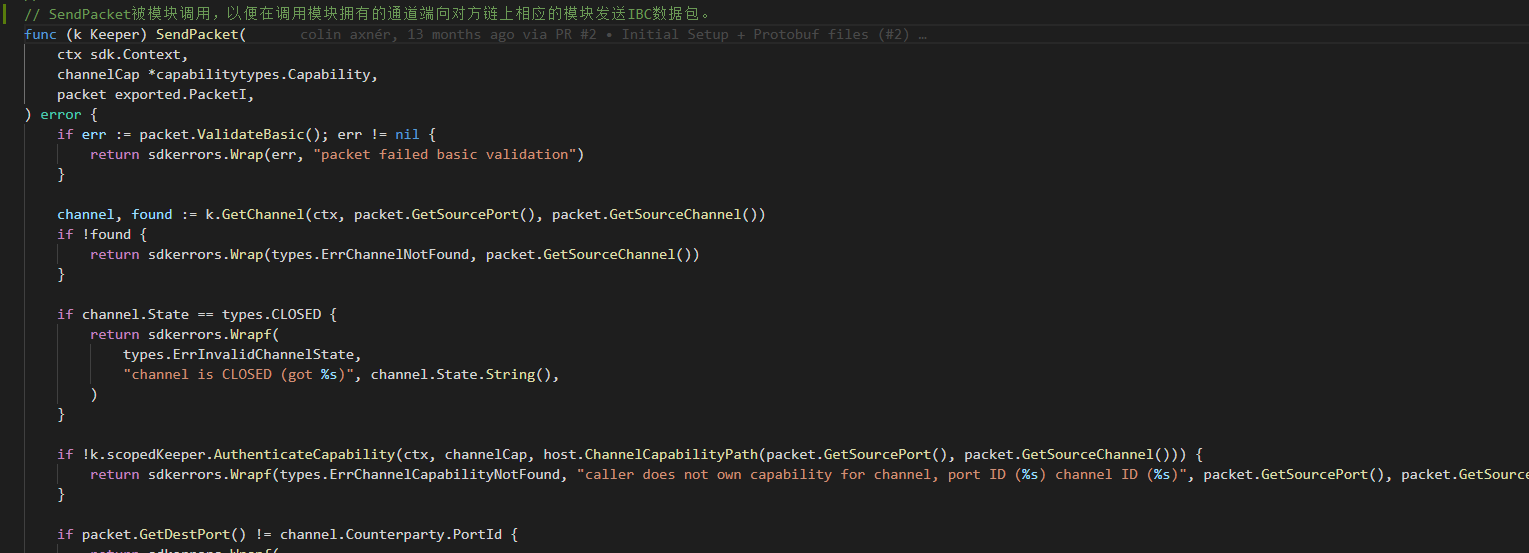 // SendPacket被模块调用，以便在调用模块拥有的通道端向对方链上相应的模块发送IBC数据包。
func (k Keeper) SendPacket(      colin axnér, 13 months ago via PR #2 • Initial Setup + Protobuf files (#2) …
    ctx sdk.Context,
    channelCap *capabilitytypes.Capability,
    packet exported.PacketI,
) error {
    if err := packet.ValidateBasic(); err != nil {
        return sdkerrors.Wrap(err, "packet failed basic validation")
    }
    channel, found := k.GetChannel(ctx, packet.GetSourcePort(), packet.GetSourceChannel())
    if !found {
        return sdkerrors.Wrap(types.ErrChannelNotFound, packet.GetSourceChannel())
    }
    if channel.State == types.CLOSED {
        return sdkerrors.Wrapf(
            types.ErrInvalidChannelState,
            "channel is CLOSED (got %s)", channel.State.String(),
        )
    }
    if !k.scopedKeeper.AuthenticateCapability(ctx, channelCap, host.ChannelCapabilityPath(packet.GetSourcePort(), packet.GetSourceChannel())) {
        return sdkerrors.Wrapf(types.ErrChannelCapabilityNotFound, "caller does not own capability for channel, port ID (%s) channel ID (%s)", packet.GetSourcePort(), packet.GetSource
    }
    if packet.GetDestPort() != channel.Counterparty.PortId {
        return sdkerrors.Wrapf(